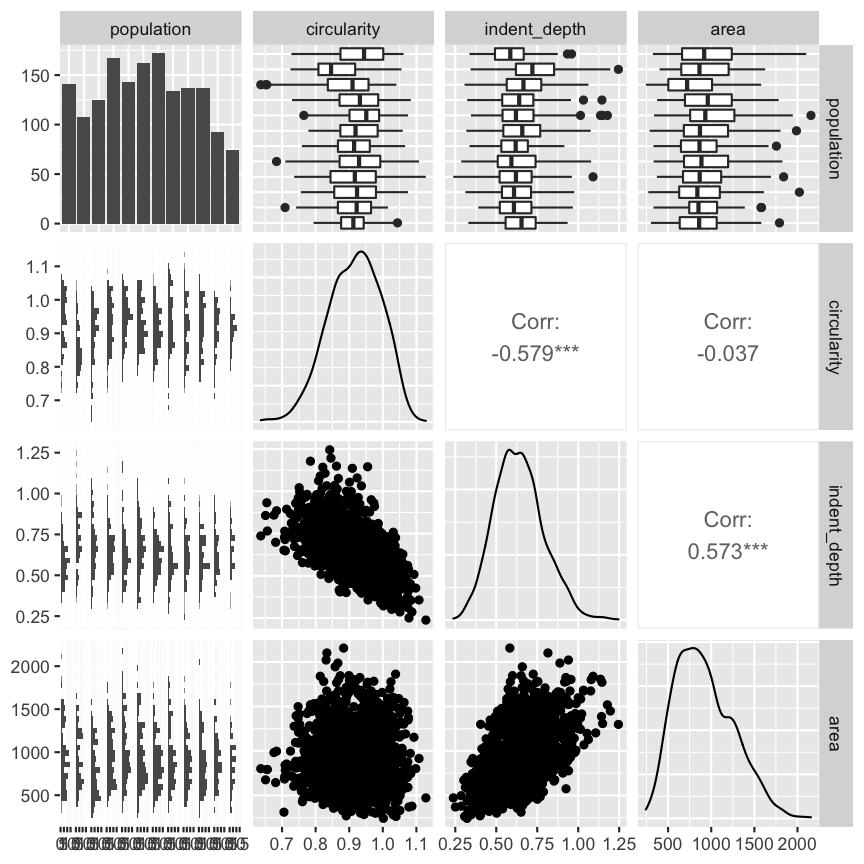 population
circularity
indent_depth
area
150
100
50
0
population
1.1
1.0
0.9
0.8
0.7
Corr:
-0.579***
Corr:
-0.037
circularity
1.25
1.00
0.75
0.50
0.25
Corr:
0.573***
indent_depth
2000
1500
1000
500
area
0.7 0.8 0.9 1.0 1.1
0.25 0.50 0.75 1.00 1.25
500 1000 1500 2000